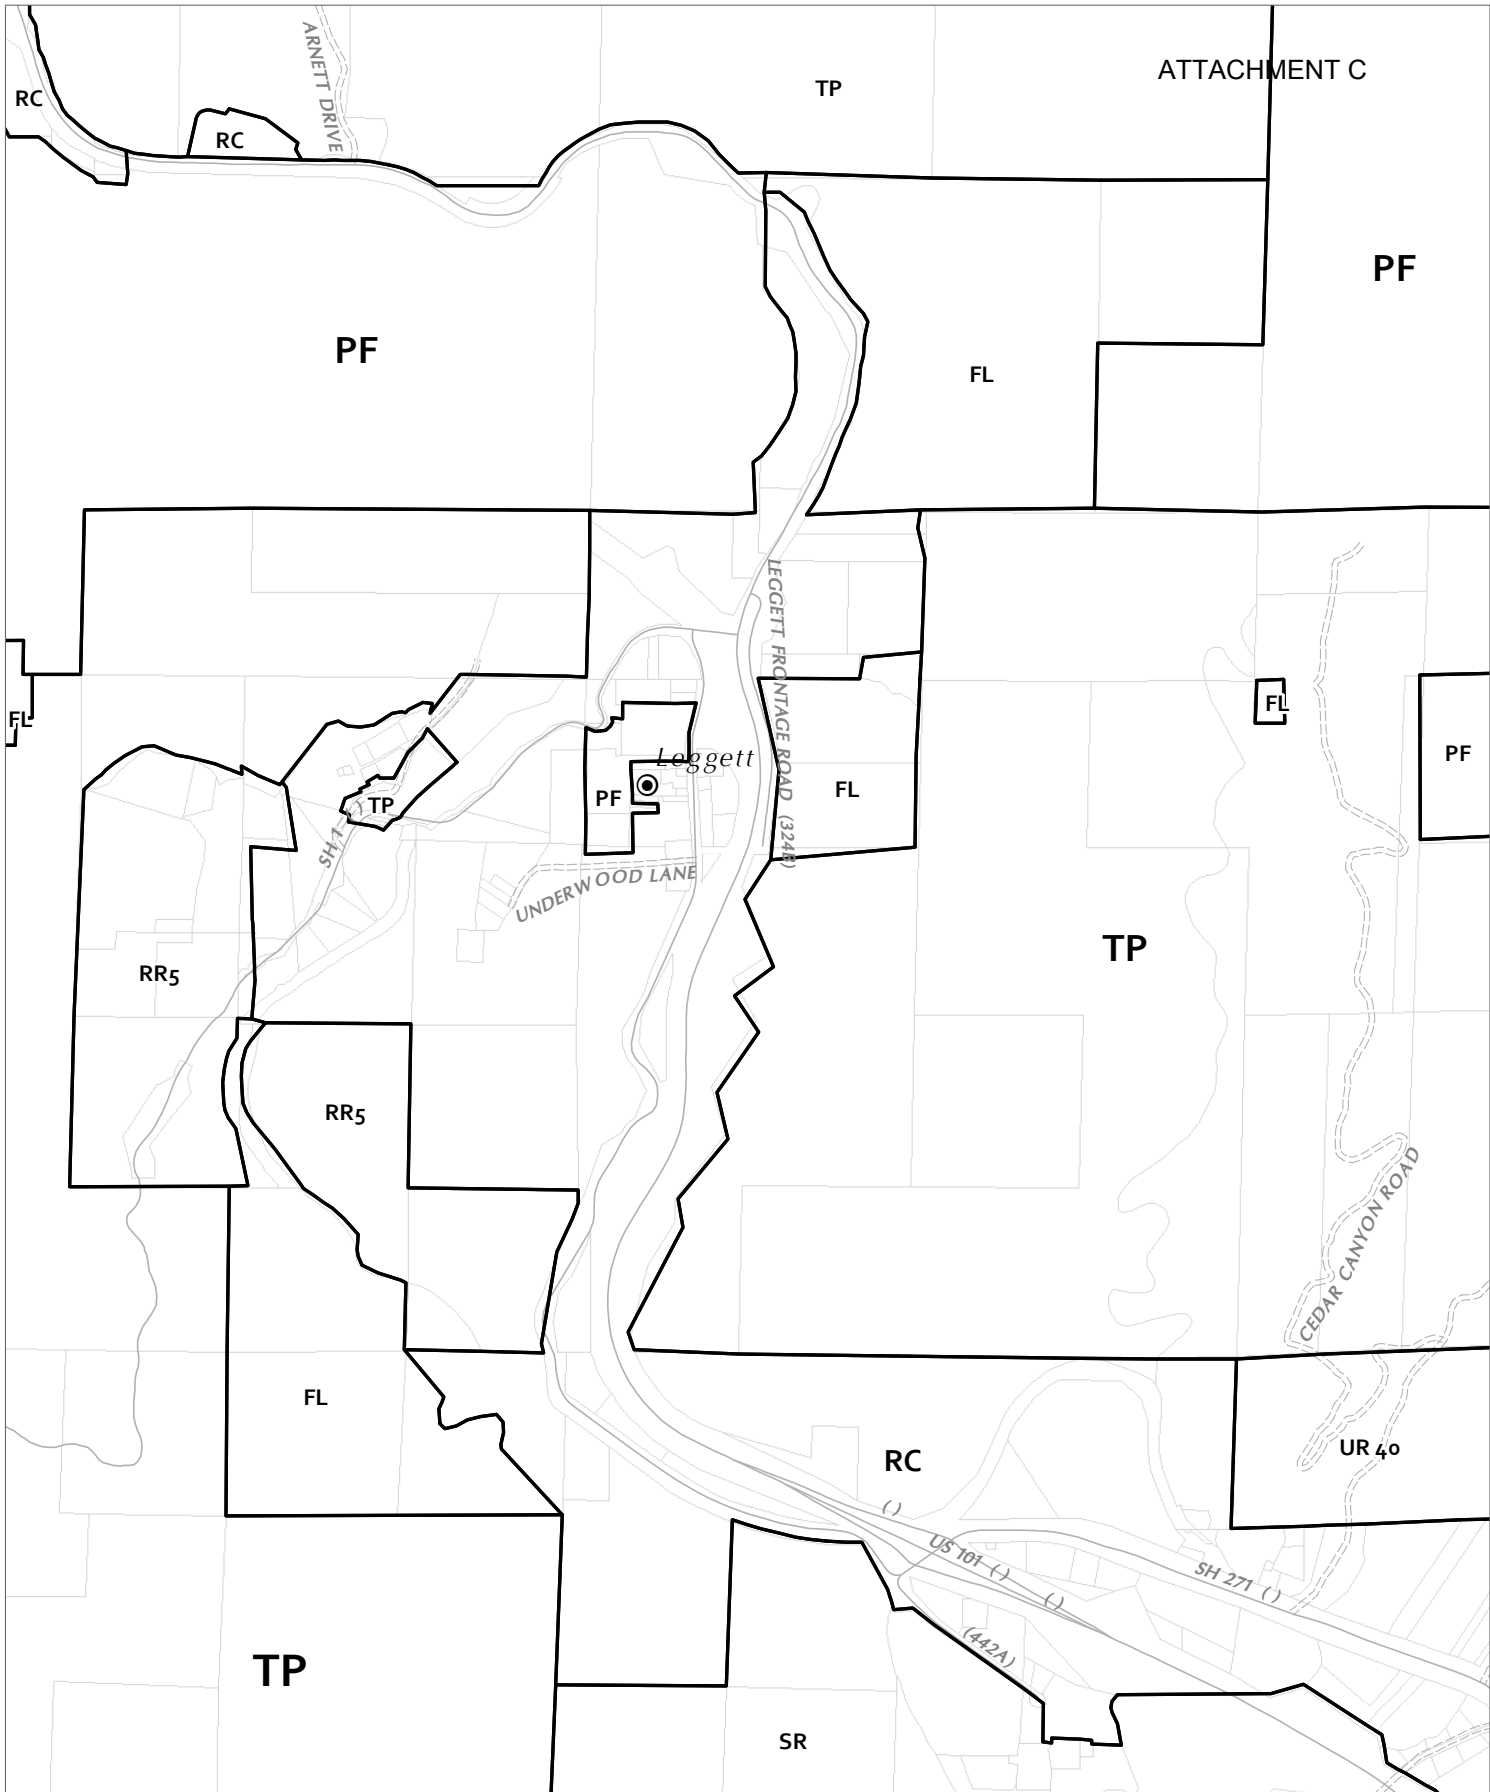 ATTACHMENT C
ARNETT DRIVE
TP
RC
RC
PF
PF
FL
LEGGETT FRONTAGE ROAD (324B)
FL
FL
PF
Leggett
TP
PF
FL
SH 1 ( )
UNDERWOOD LANE
TP
RR5
RR5
CEDAR CANYON ROAD
FL
UR 40
RC
( )
US 101 ( )
( )
SH 271 ( )
(442A)
TP
SR